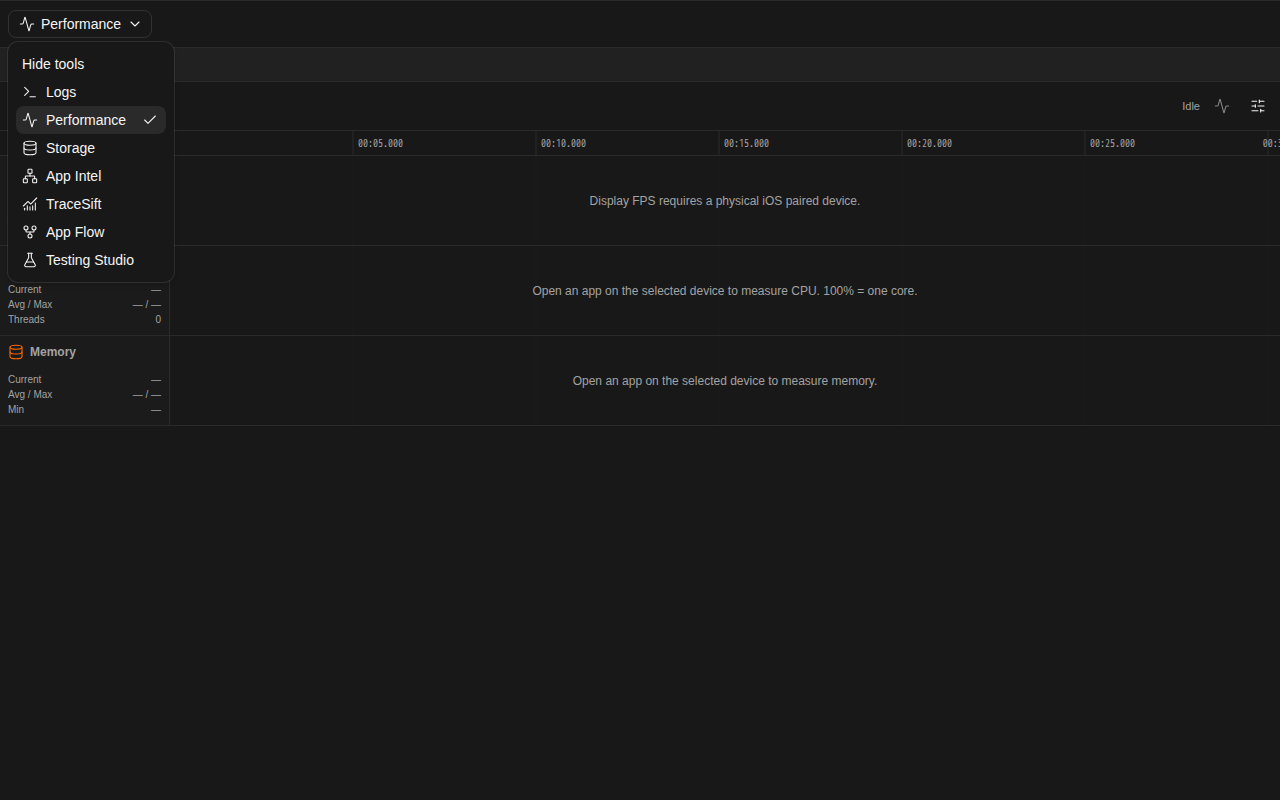 Performance
Hide tools
Logs
Performance
Storage
App Intel
TraceSift
App Flow
Testing Studio
Idle
00:05.000 00:10.000 00:15.000 00:20.000 00:25.000
Display FPS requires a physical iOS paired device.
Open an app on the selected device to measure CPU. 100% = one core.
Current —
Avg / Max — / —
Threads 0
Memory
Open an app on the selected device to measure memory.
Current —
Avg / Max — / —
Min —